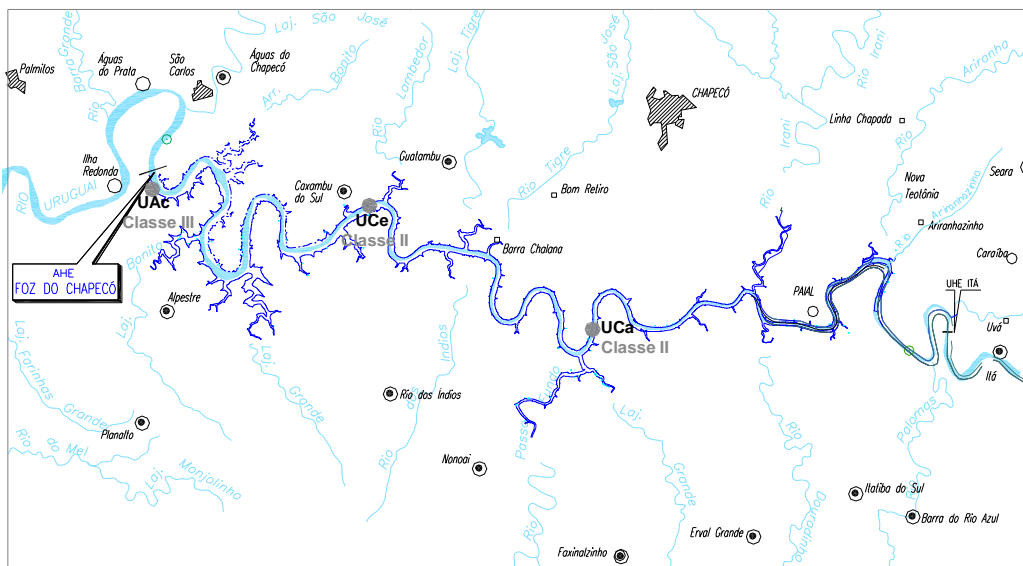 Palmitos
Barra Grande
Rio
Águas
do Prata
São
Carlos
Águas do
Chapecó
Laj. São José
Arr. Bonito
Rio Lambedor
Laj. Tigre
Laj. São José
CHAPECÓ
Rio Irani
Irani
Rio
Ariranha
Rio
Linha Chapada
Ilha
Redonda
RIO URUGUAI
Guatambu
Rio Tigre
Bom Retiro
Nova
Teotônia
Seara
Ariranhazinho
Rio
Ariranhazinho
Caxambu
do Sul
UAc
Classe III
UCe
Classe II
Barra Chalana
Caraíba
AHE
FOZ DO CHAPECÓ
Bonito
Laj.
Alpestre
PAIAL
UHE ITÁ
Uvá
Itá
UCa
Classe II
Laj. Farinhas
Grande
Laj.
Grande
Rio dos Índios
Rio
dos
Índios
Passo
Fundo
Rio
Laj.
Grande
Palomas
Rio
Planalto
Rio do Mel
Laj. Monjolinho
Nonoai
Rio
Douradinho
Itatiba do Sul
Barra do Rio Azul
Erval Grande
Faxinalzinho